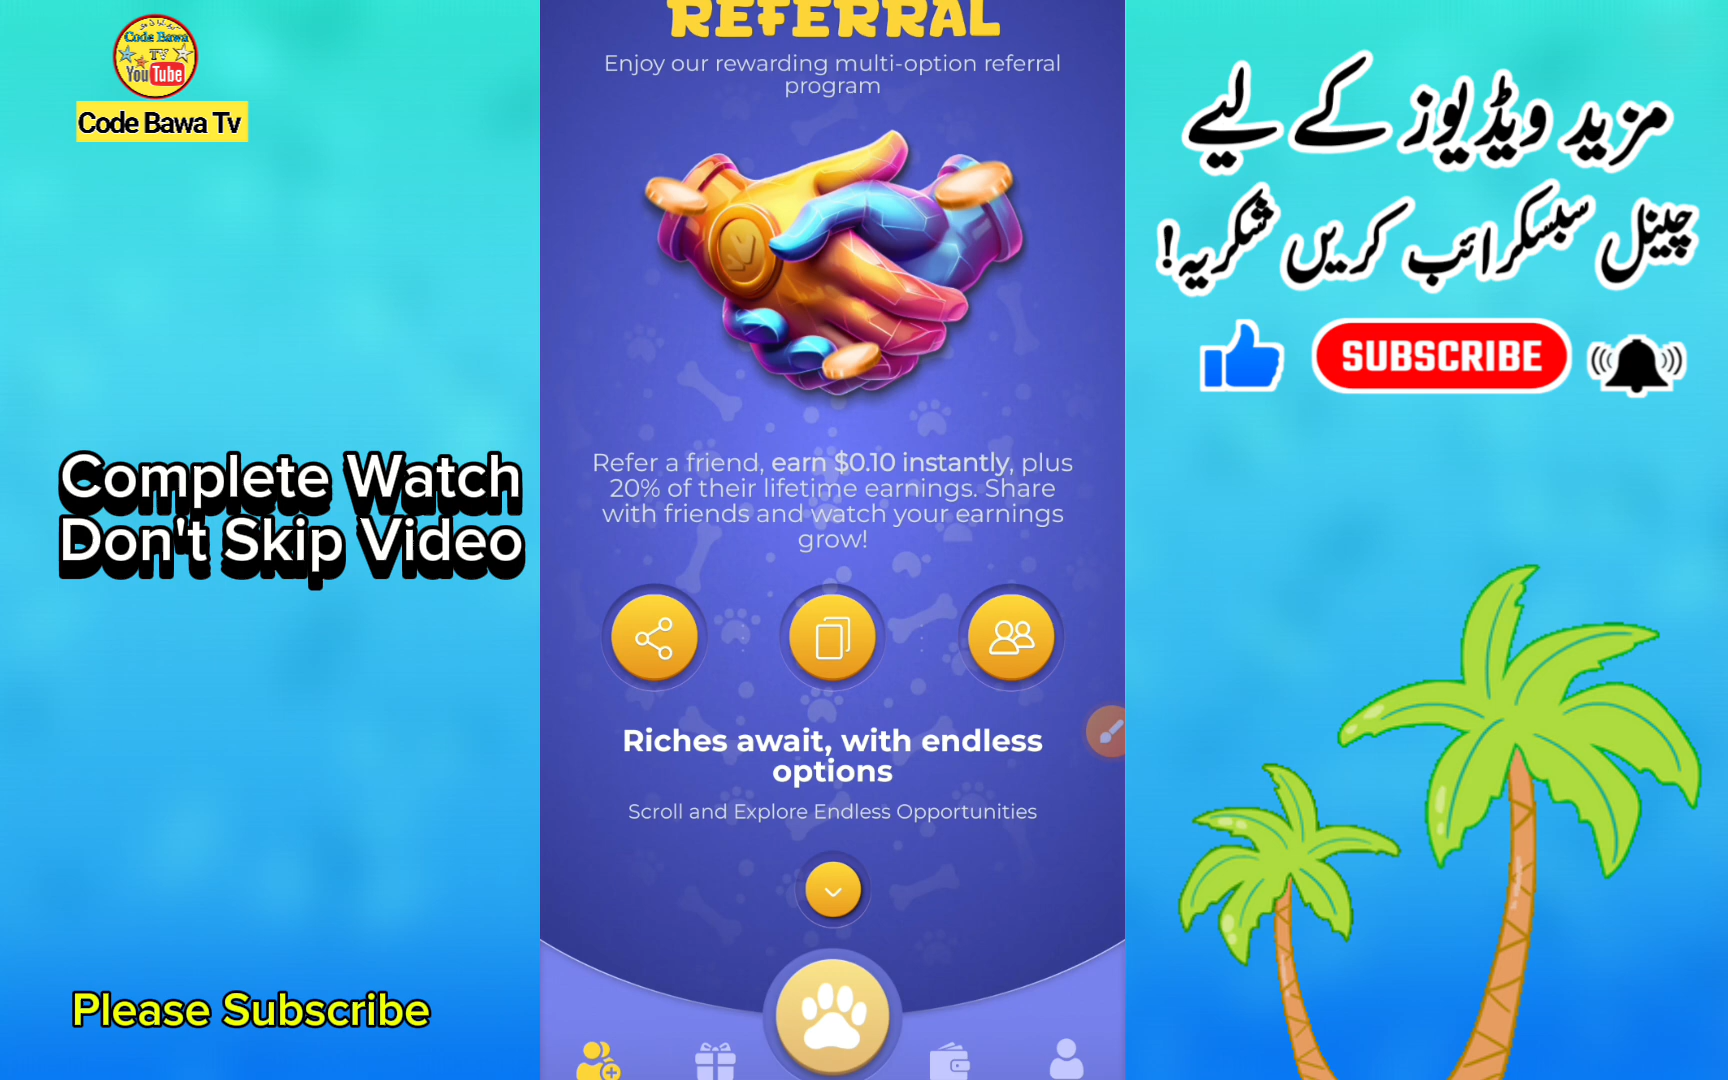 Code Bawa
TV
YouTube
Code Bawa Tv
Complete Watch
Don't Skip Video
Please Subscribe
REFERRAL
Enjoy our rewarding multi-option referral
program
Refer a friend, earn $0.10 instantly, plus
20% of their lifetime earnings. Share
with friends and watch your earnings
grow!
Riches await, with endless
options
Scroll and Explore Endless Opportunities
مزید ویڈیوز کے لیے
چینل سبسکرائب کریں شکریہ!
SUBSCRIBE